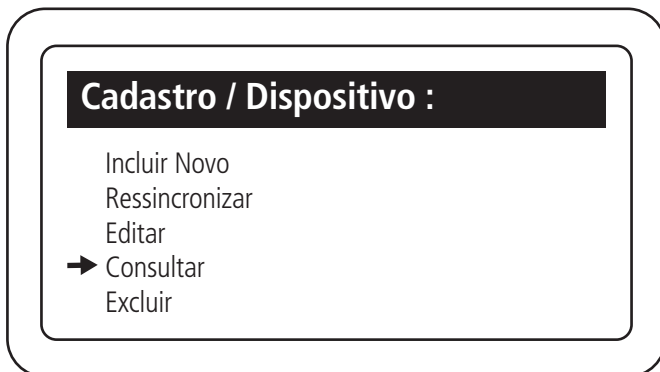 Cadastro / Dispositivo :
Incluir Novo
Ressincronizar
Editar
Consultar
Excluir